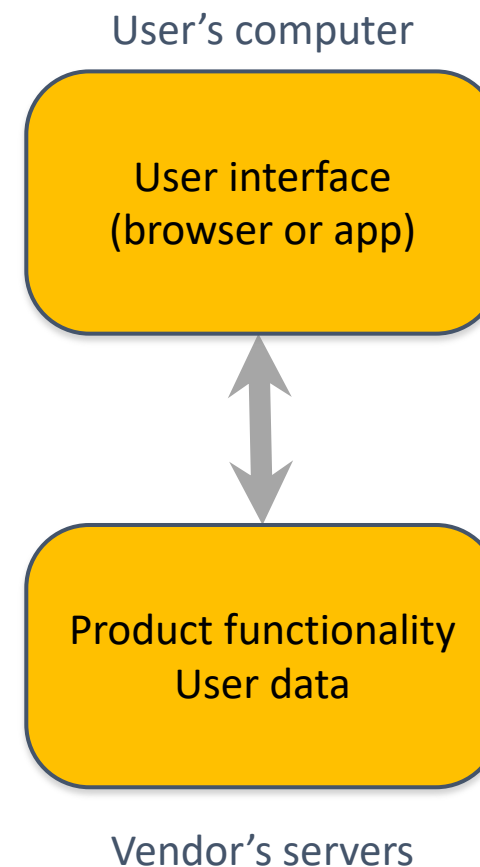 User’s computer
User interface
(browser or app)
Product functionality
User data
Vendor’s servers